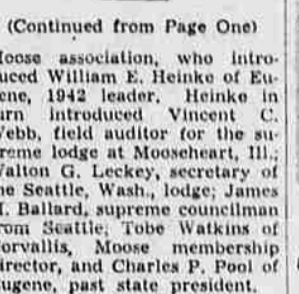 (Continued from Page One)
Moose association, who intro-
duced William E. Heinke of Eu-
gene, 1942 leader. Heinke in
turn introduced Vincent C.
Webb, field auditor for the su-
preme lodge at Mooseheart, Ill.;
Walton G. Leckey, secretary of
the Seattle, Wash., lodge; James
H. Ballard, supreme councilman
from Seattle; Tobe Watkins of
Corvallis, Moose membership
director, and Charles P. Pool of
Eugene, past state president.